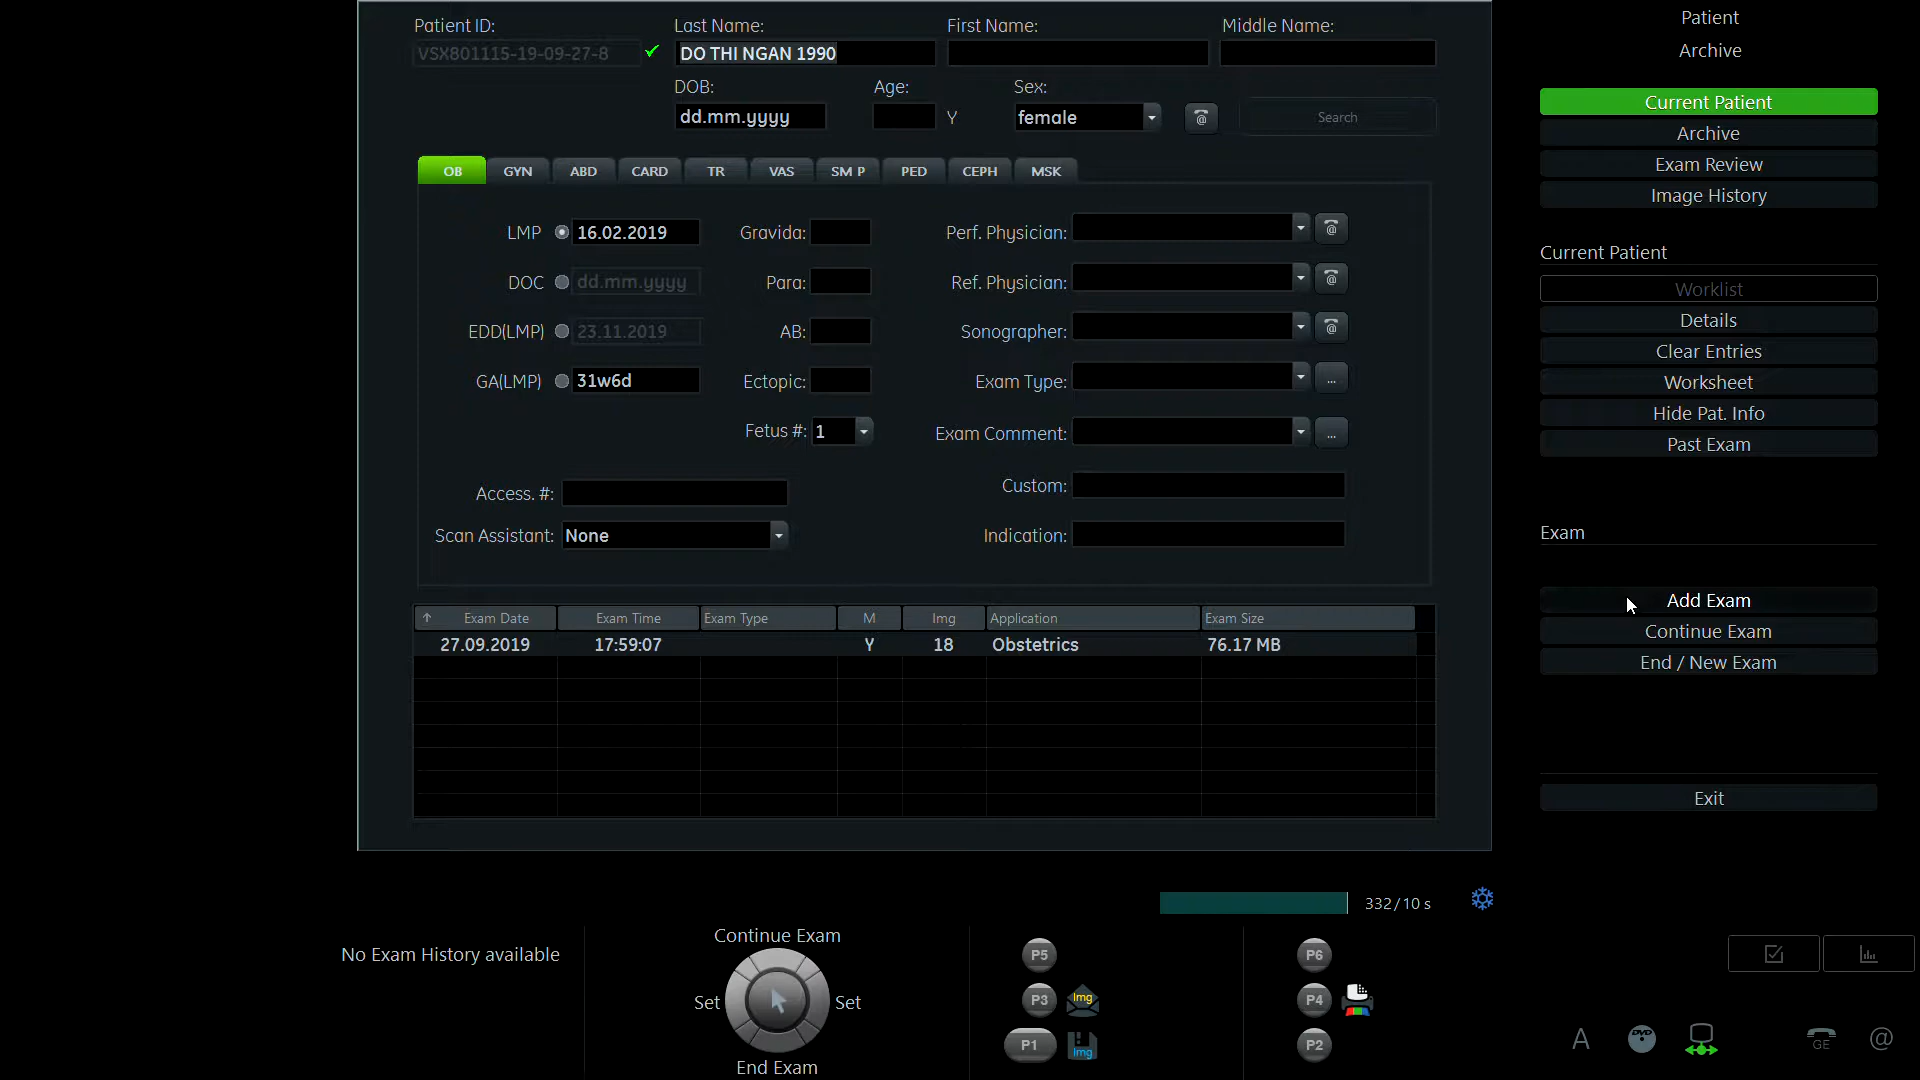 Patient ID: Last Name: First Name: Middle Name:
VSX801115-19-09-27-8 DO THI NGAN 1990
DOB: Age: Sex:
dd.mm.yyyy Y female Search
OB GYN ABD CARD TR VAS SM P PED CEPH MSK
LMP 16.02.2019 Gravida: Perf. Physician:
DOC dd.mm.yyyy Para: Ref. Physician:
EDD(LMP) 23.11.2019 AB: Sonographer:
GA(LMP) 31w6d Ectopic: Exam Type: ...
Fetus #: 1 Exam Comment: ...
Access. #: Custom:
Scan Assistant: None Indication:
Exam Date Exam Time Exam Type M Img Application Exam Size
27.09.2019 17:59:07 Y 18 Obstetrics 76.17 MB
Patient
Archive
Current Patient
Archive
Exam Review
Image History
Current Patient
Worklist
Details
Clear Entries
Worksheet
Hide Pat. Info
Past Exam
Exam
Add Exam
Continue Exam
End / New Exam
Exit
332/10 s
No Exam History available
Continue Exam
Set Set
End Exam
P5
P3 Img
P1 Img
P6
P4
P2
A DVD GE @